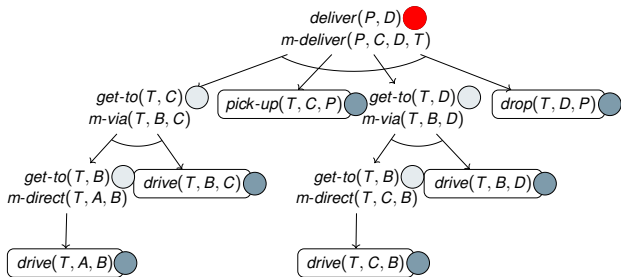 deliver(P, D)
m-deliver(P, C, D, T)
get-to(T, C)
m-via(T, B, C)
pick-up(T, C, P)
get-to(T, D)
m-via(T, B, D)
drop(T, D, P)
get-to(T, B)
m-direct(T, A, B)
drive(T, B, C)
get-to(T, B)
m-direct(T, C, B)
drive(T, B, D)
drive(T, A, B)
drive(T, C, B)